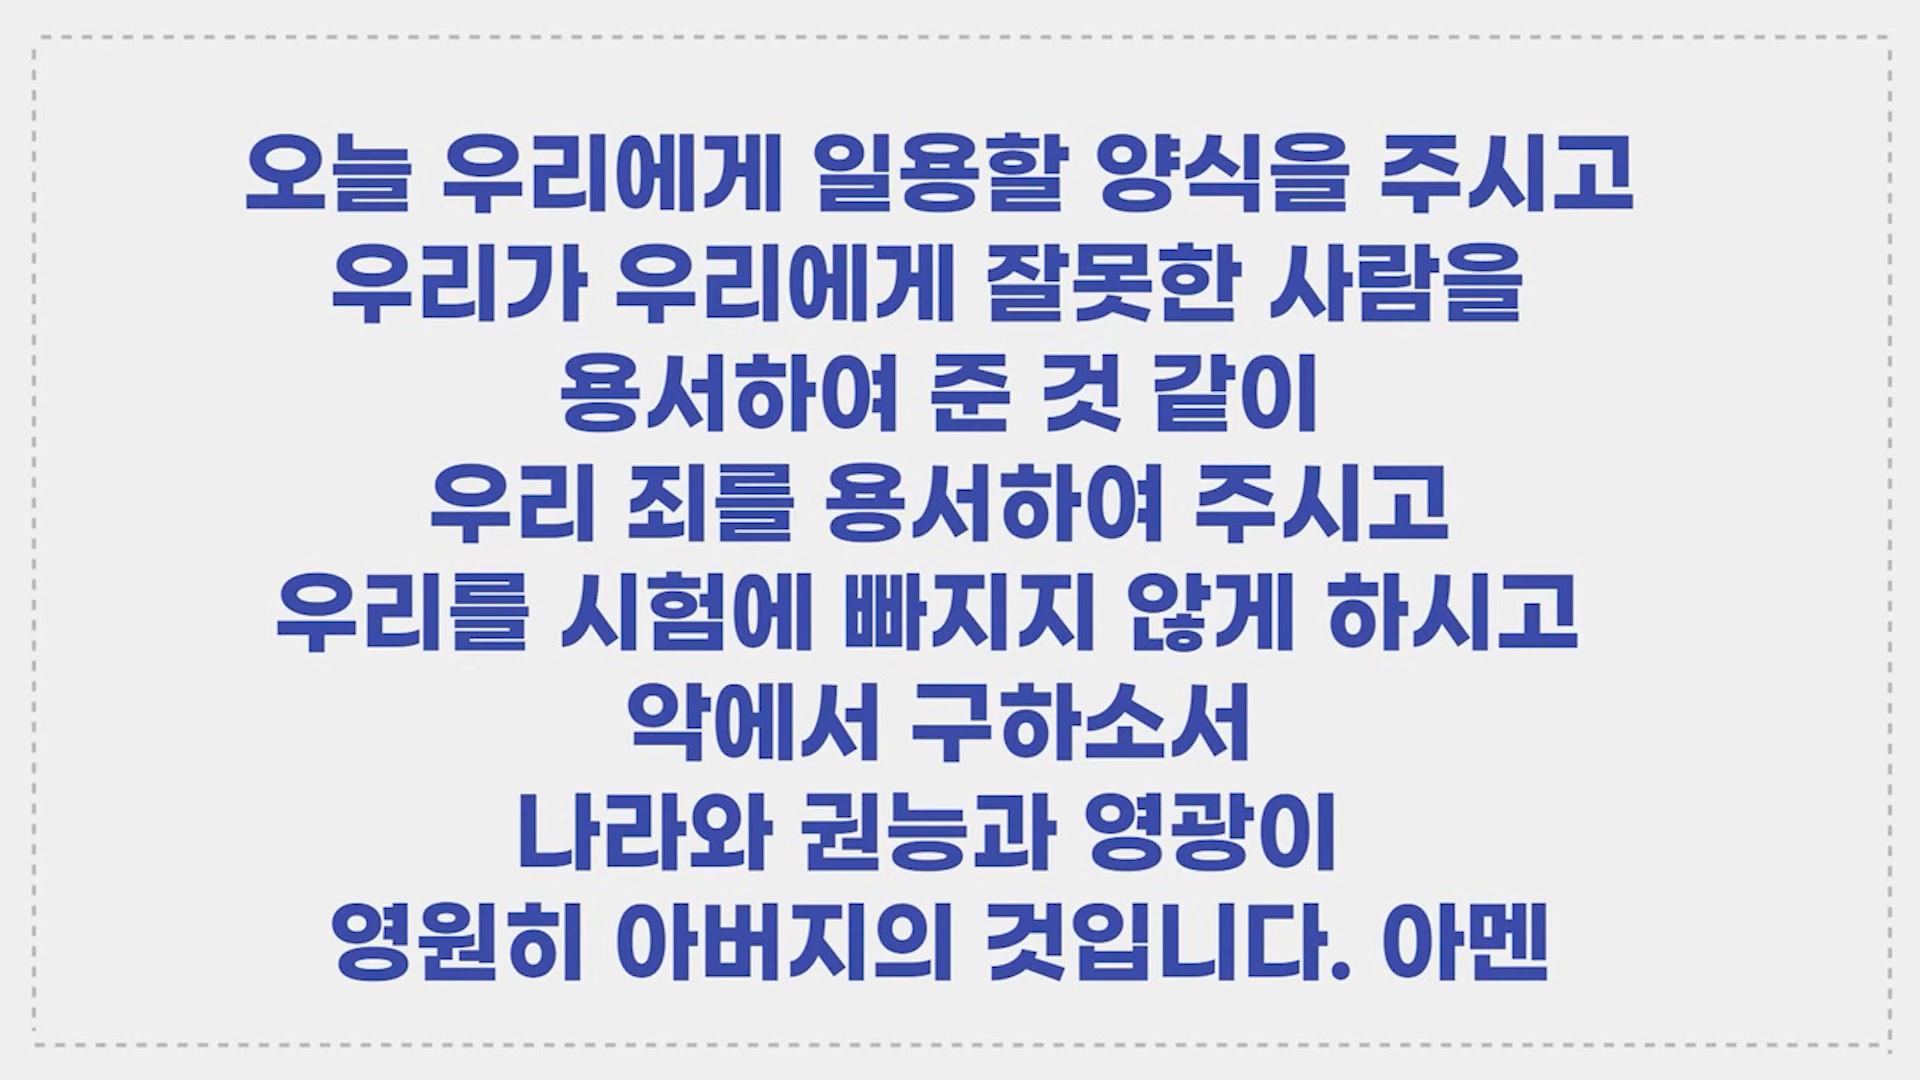 오늘 우리에게 일용할 양식을 주시고
우리가 우리에게 잘못한 사람을
용서하여 준 것 같이
우리 죄를 용서하여 주시고
우리를 시험에 빠지지 않게 하시고
악에서 구하소서
나라와 권능과 영광이
영원히 아버지의 것입니다. 아멘